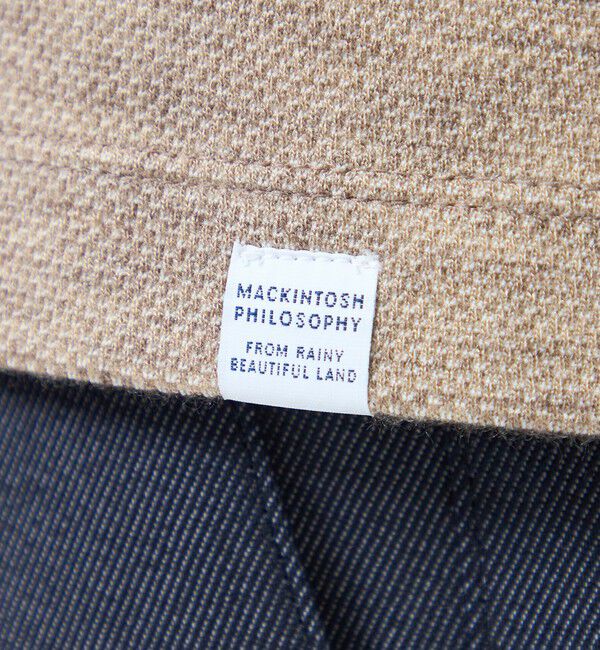 MACKINTOSH
PHILOSOPHY
FROM RAINY
BEAUTIFUL LAND